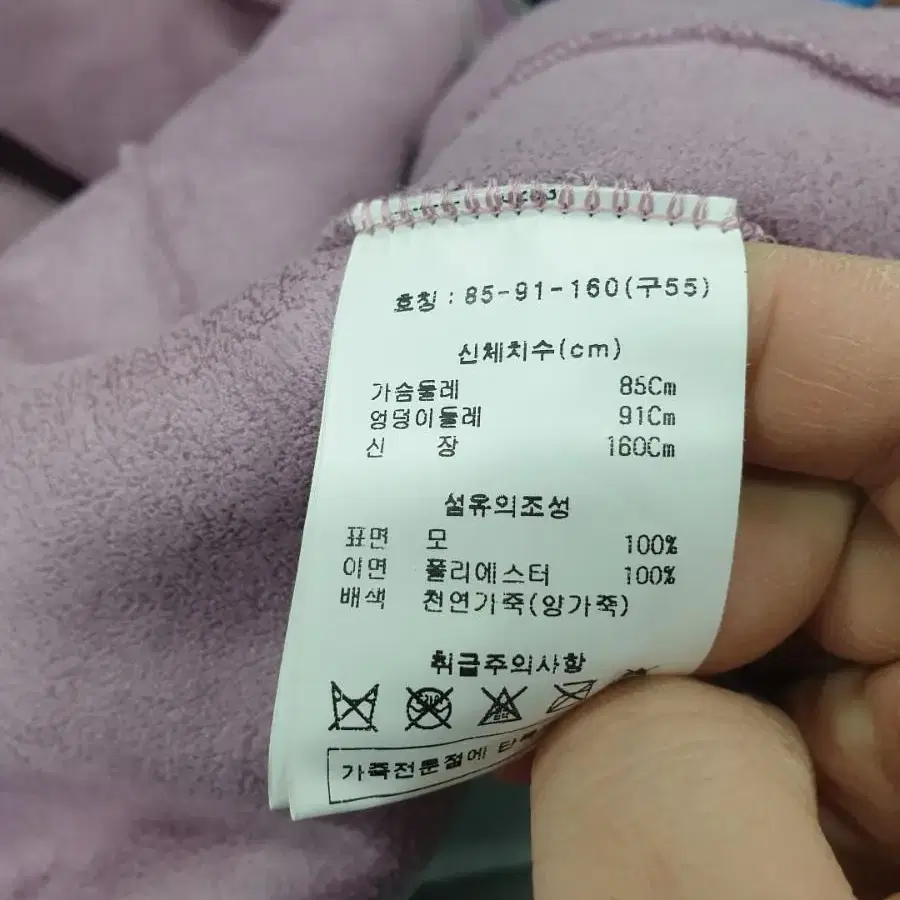 호칭 : 85-91-160(구55)
신체치수(cm)
가슴둘레 85Cm
엉덩이둘레 91Cm
신 장 160Cm
섬유의조성
표면 모 100%
이면 폴리에스터 100%
배색 천연가죽(양가죽)
취급주의사항
가죽전문점에